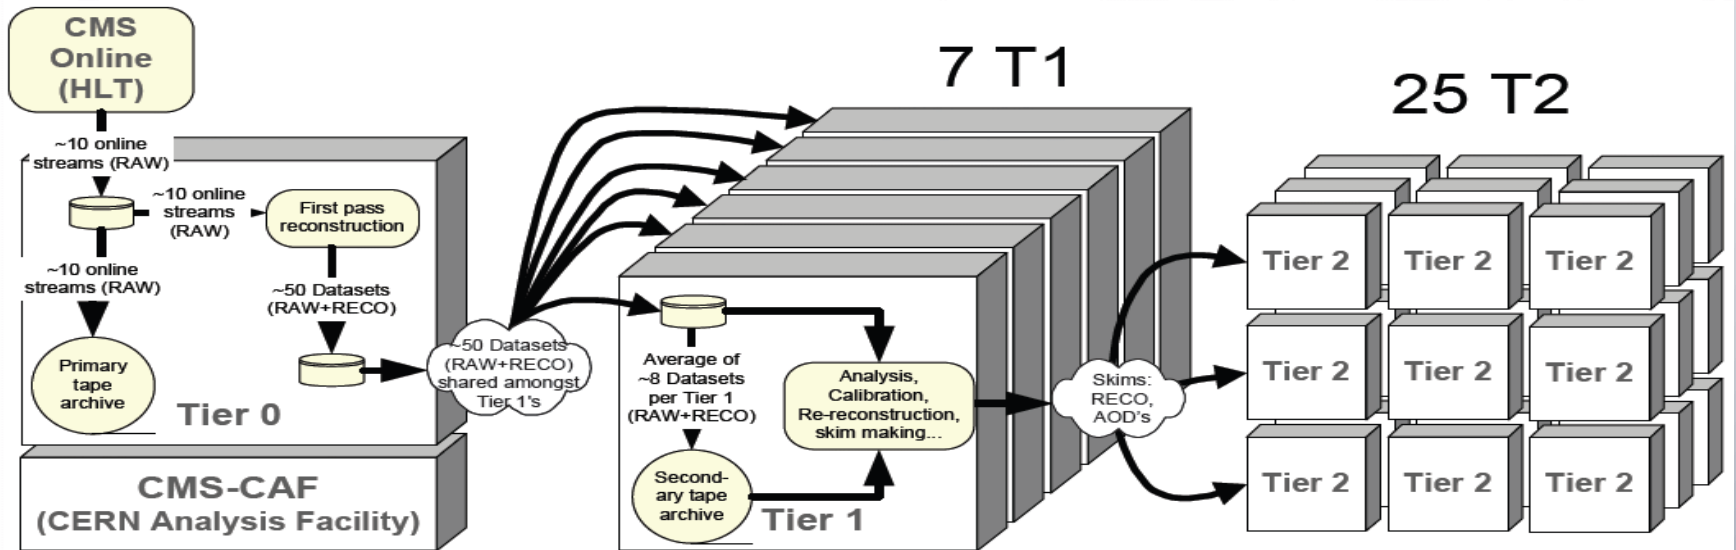 CMS
Online
(HLT)
~10 online
streams (RAW)
~10 online
streams
(RAW)
First pass
reconstruction
~10 online
streams (RAW)
~50 Datasets
(RAW+RECO)
Primary
tape
archive
Tier 0
CMS-CAF
(CERN Analysis Facility)
~50 Datasets
(RAW+RECO)
shared amongst
Tier 1's
7 T1
Average of
~8 Datasets
per Tier 1
(RAW+RECO)
Analysis,
Calibration,
Re-reconstruction,
skim making...
Second-
ary tape
archive
Tier 1
Skims:
RECO,
AOD's
25 T2
Tier 2 Tier 2 Tier 2
Tier 2 Tier 2 Tier 2
Tier 2 Tier 2 Tier 2